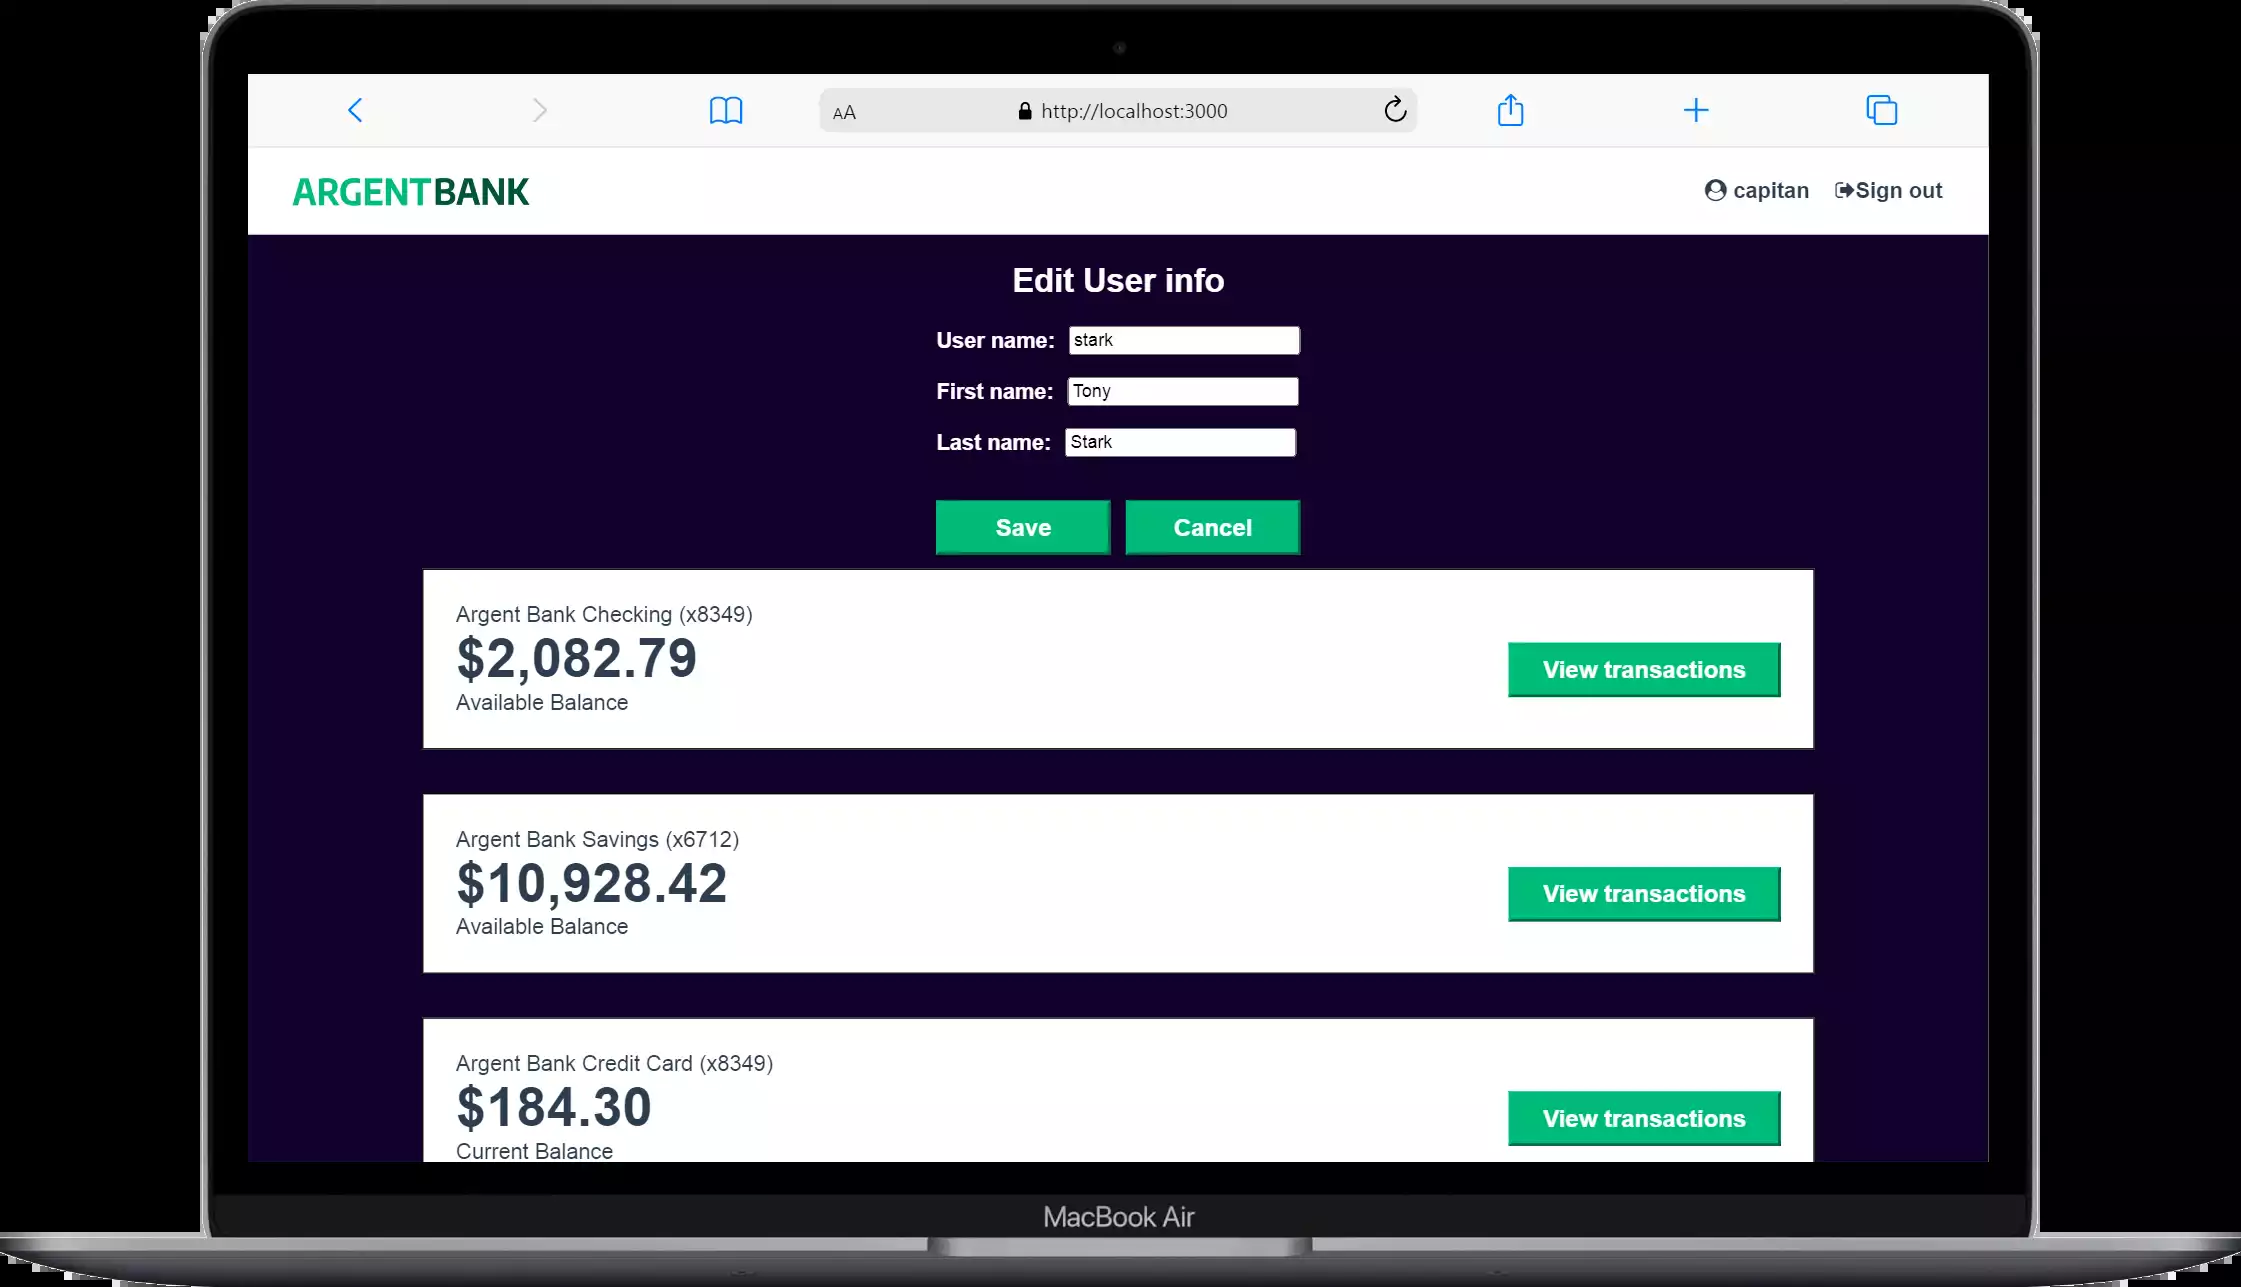 AA http://localhost:3000
ARGENTBANK capitan Sign out
Edit User info
User name: stark
First name: Tony
Last name: Stark
Save Cancel
Argent Bank Checking (x8349)
$2,082.79
Available Balance
View transactions
Argent Bank Savings (x6712)
$10,928.42
Available Balance
View transactions
Argent Bank Credit Card (x8349)
$184.30
Current Balance
View transactions
MacBook Air